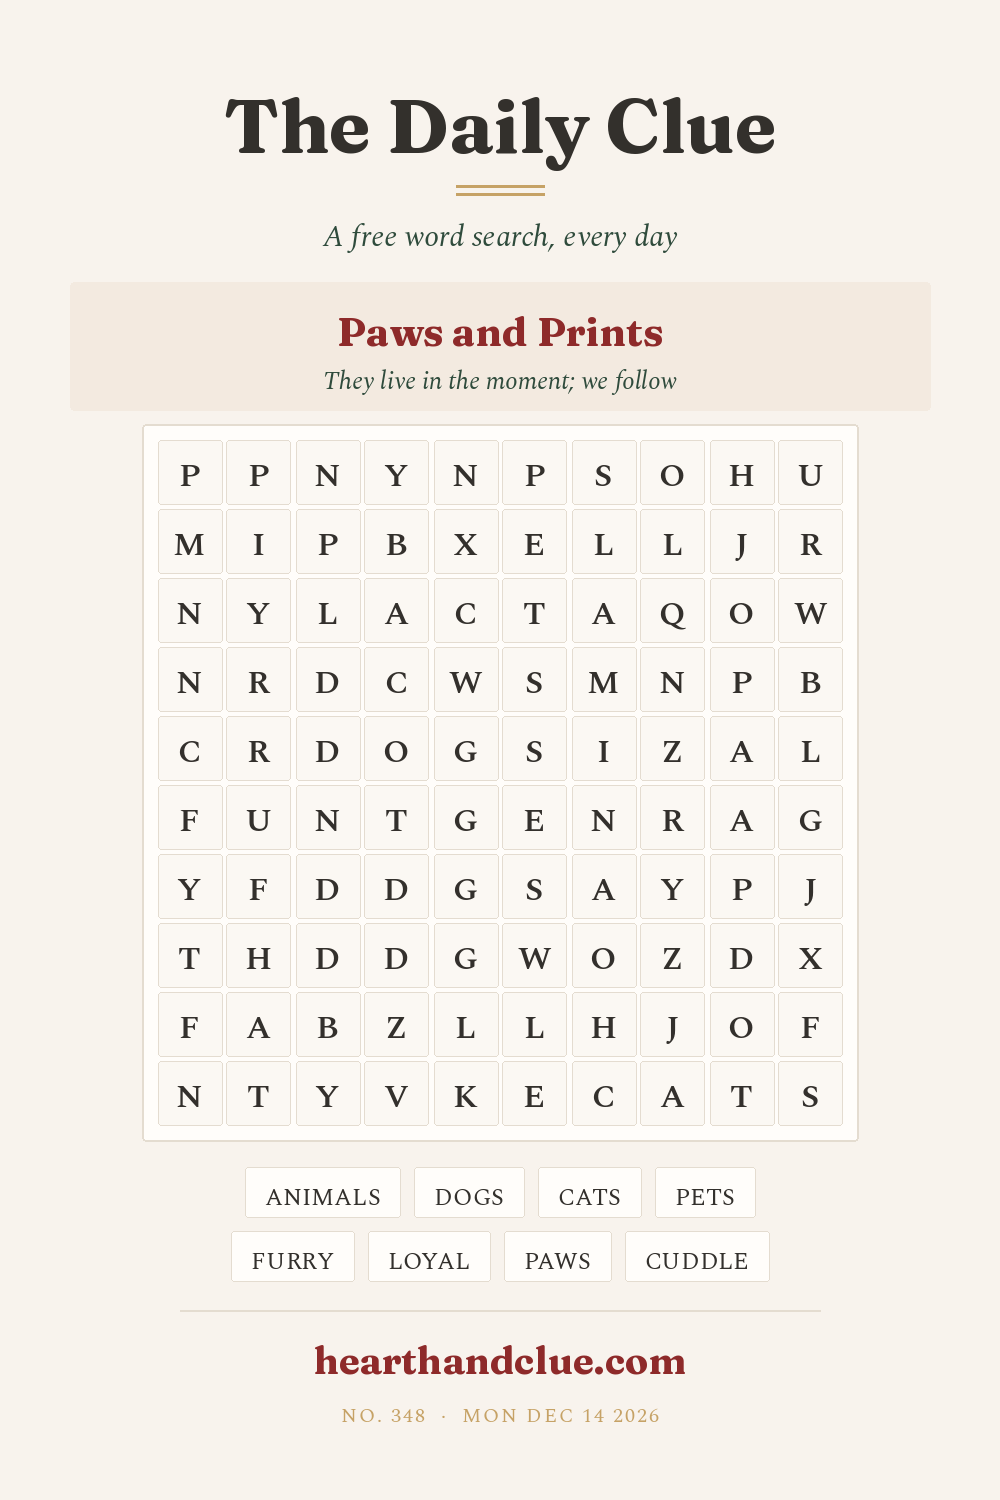 The Daily Clue
A free word search, every day
Paws and Prints
They live in the moment; we follow
P P N Y N P S O H U
M I P B X E L L J R
N Y L A C T A Q O W
N R D C W S M N P B
C R D O G S I Z A L
F U N T G E N R A G
Y F D D G S A Y P J
T H D D G W O Z D X
F A B Z L L H J O F
N T Y V K E C A T S
ANIMALS DOGS CATS PETS
FURRY LOYAL PAWS CUDDLE
hearthandclue.com
NO. 348 · MON DEC 14 2026